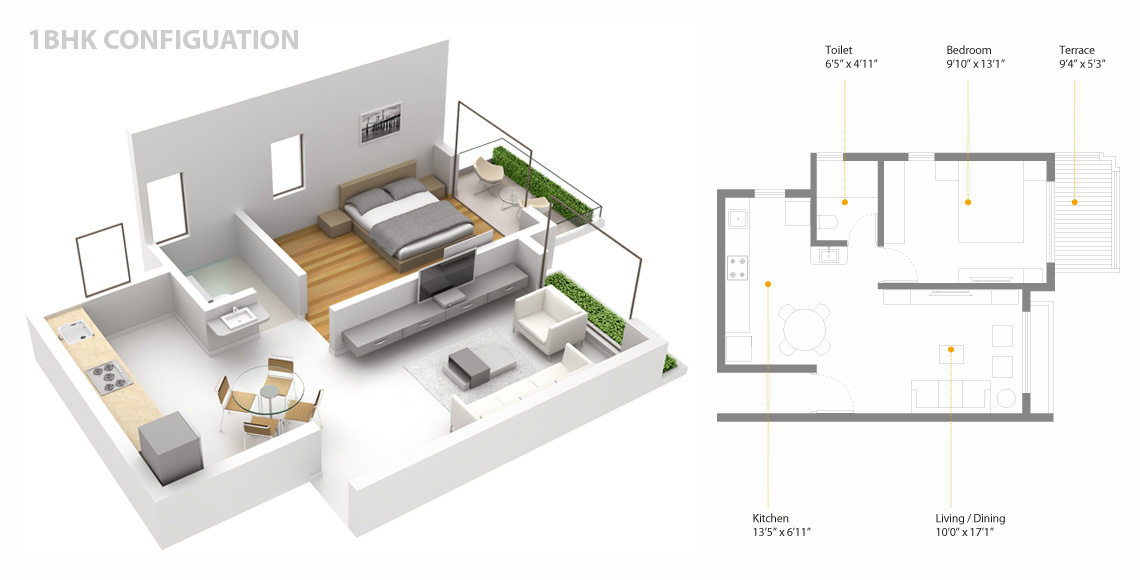 1BHK CONFIGUATION
Toilet
6'5" x 4'11"
Bedroom
9'10" x 13'1"
Terrace
9'4" x 5'3"
Kitchen
13'5" x 6'11"
Living / Dining
10'0" x 17'1"